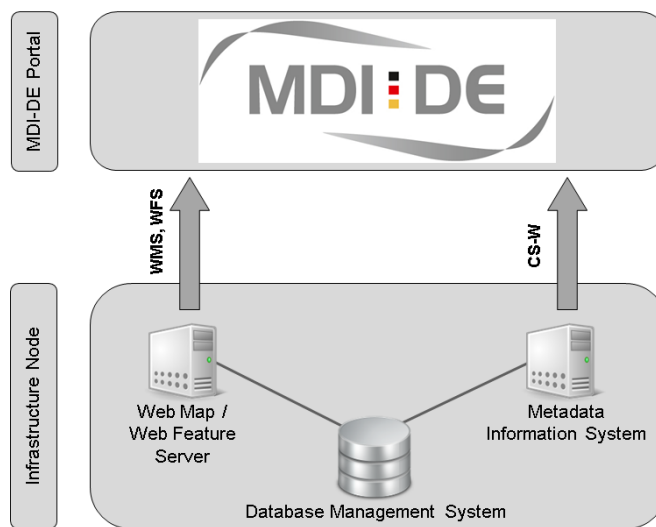 MDI-DE Portal
MDI:DE
WMS, WFS
CS-W
Infrastructure Node
Web Map /
Web Feature
Server
Metadata
Information System
Database Management System